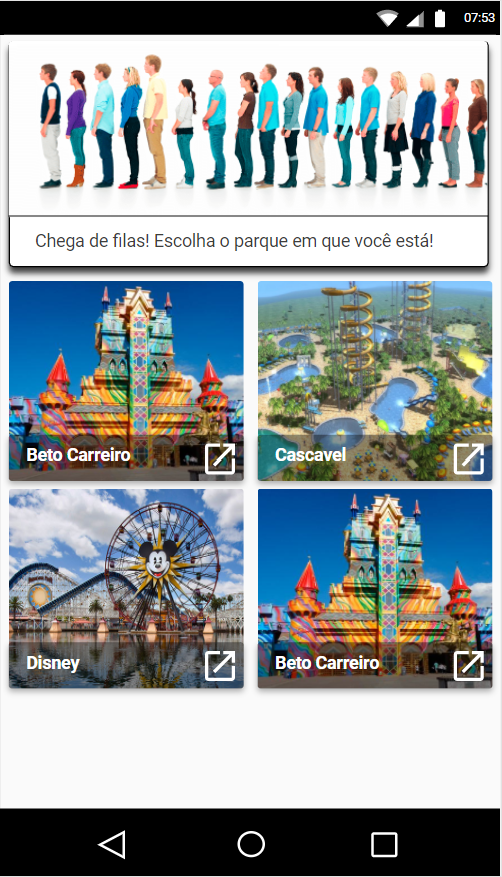 07:53
Chega de filas! Escolha o parque em que você está!
Beto Carreiro
Cascavel
Disney
Beto Carreiro